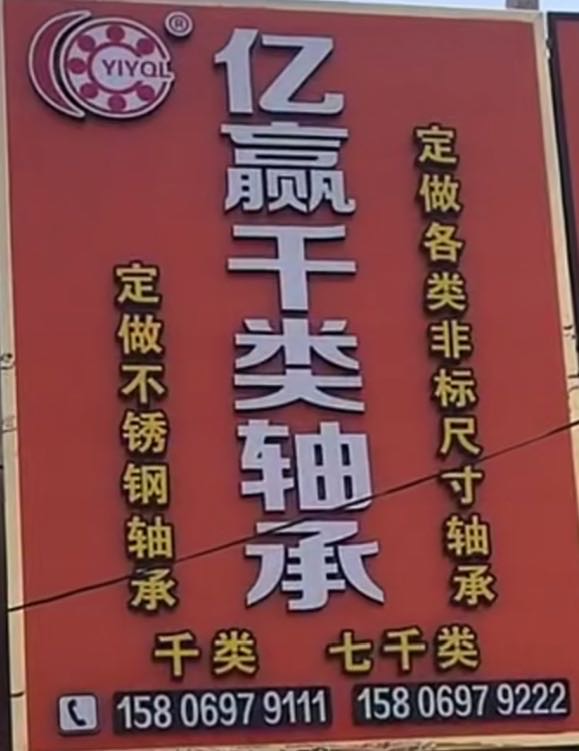 YIYQL®
亿赢千类轴承
定做各类非标尺寸轴承
定做不锈钢轴承
千类 七千类
158 0697 9111 158 0697 9222